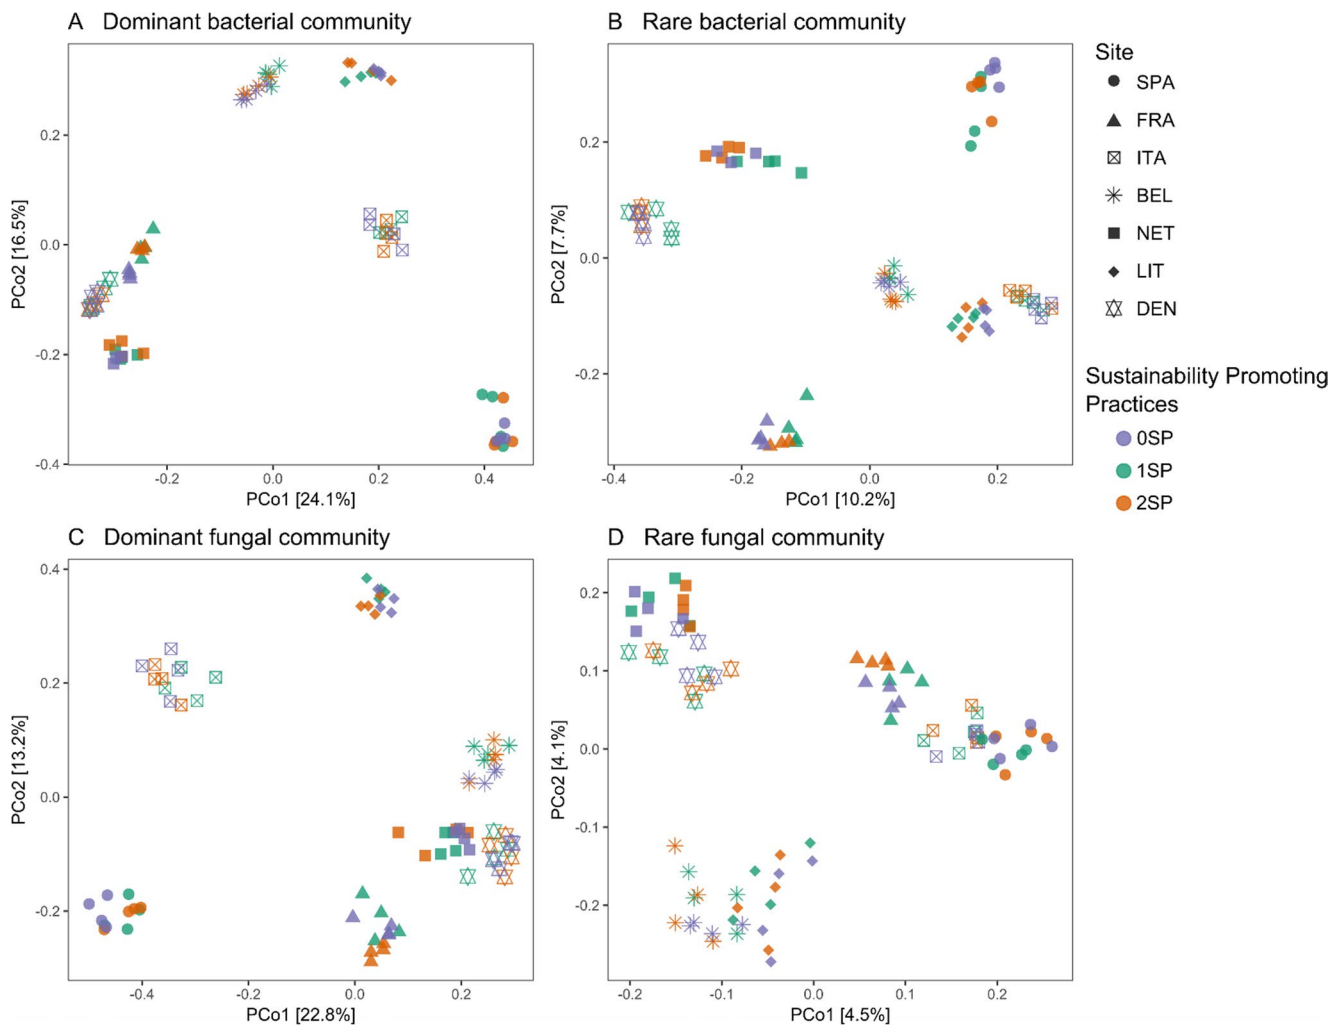 A Dominant bacterial community
B Rare bacterial community
PCo2 [16.5%]
0.2
0.0
-0.2
-0.4
-0.2
0.0
0.2
0.4
PCo1 [24.1%]
PCo2 [7.7%]
0.2
0.0
-0.2
-0.4
-0.2
0.0
0.2
PCo1 [10.2%]
Site
SPA
FRA
ITA
BEL
NET
LIT
DEN
Sustainability Promoting
Practices
0SP
1SP
2SP
C Dominant fungal community
D Rare fungal community
PCo2 [13.2%]
0.4
0.2
0.0
-0.2
-0.4
-0.2
0.0
0.2
PCo1 [22.8%]
PCo2 [4.1%]
0.2
0.1
0.0
-0.1
-0.2
-0.2
-0.1
0.0
0.1
0.2
PCo1 [4.5%]